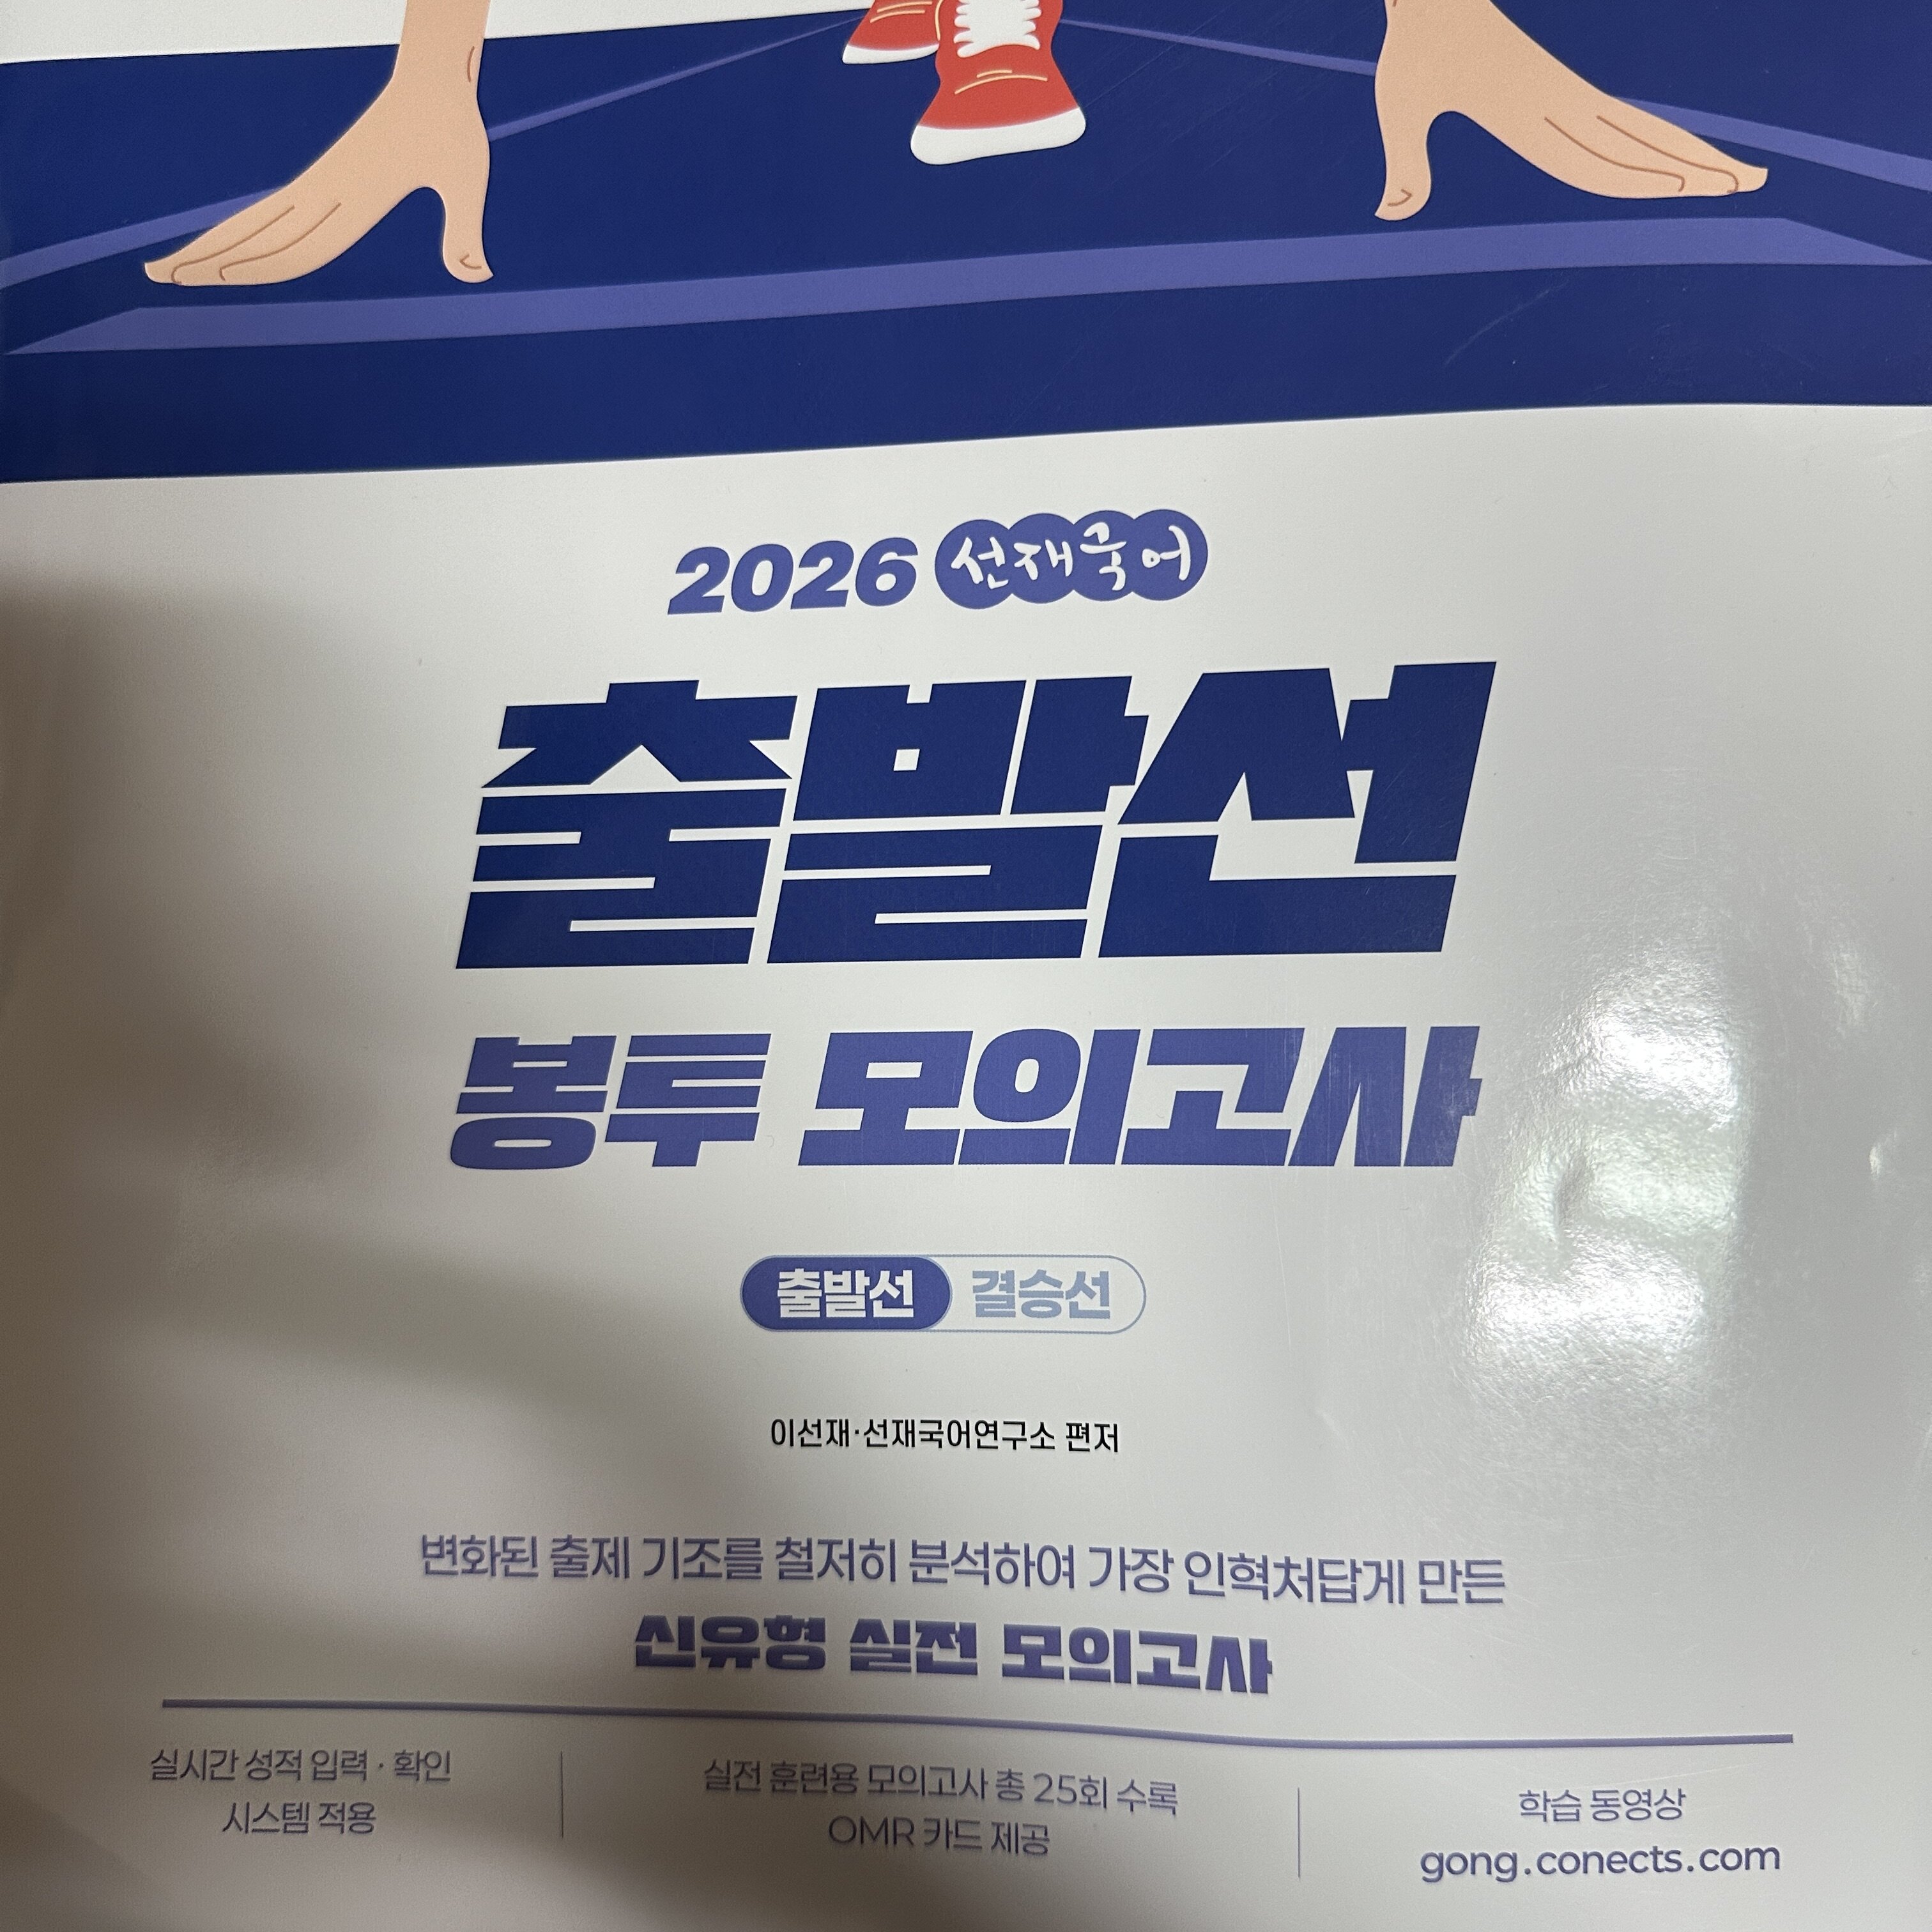 2026 선재국어
출발선
봉투 모의고사
출발선 결승선
이선재·선재국어연구소 편저
변화된 출제 기조를 철저히 분석하여 가장 인혁처답게 만든
신유형 실전 모의고사
실시간 성적 입력 · 확인
시스템 적용
실전 훈련용 모의고사 총 25회 수록
OMR 카드 제공
학습 동영상
gong.conects.com